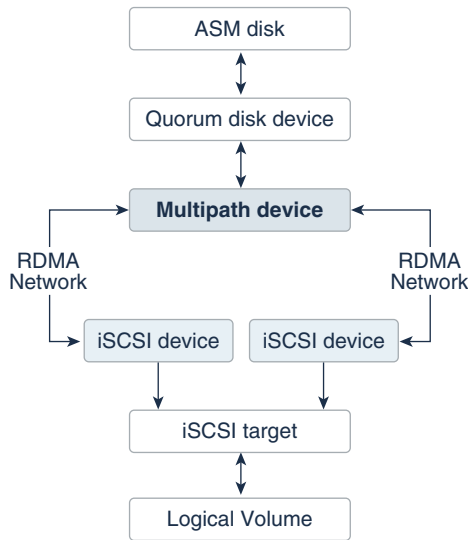 ASM disk
Quorum disk device
Multipath device
RDMA
Network
RDMA
Network
iSCSI device
iSCSI device
iSCSI target
Logical Volume